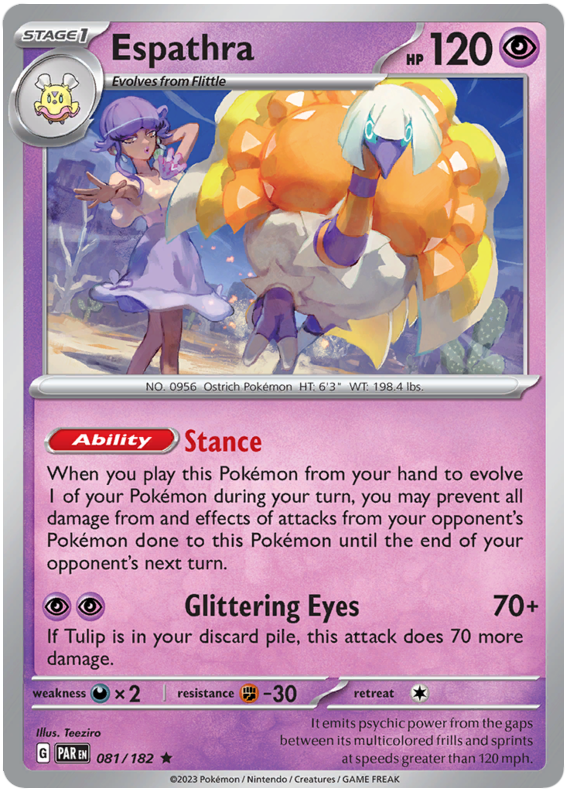 STAGE1
Espathra
HP 120
Evolves from Flittle
NO. 0956 Ostrich Pokémon HT: 6'3" WT: 198.4 lbs.
Ability Stance
When you play this Pokémon from your hand to evolve
1 of your Pokémon during your turn, you may prevent all
damage from and effects of attacks from your opponent's
Pokémon done to this Pokémon until the end of your
opponent's next turn.
Glittering Eyes 70+
If Tulip is in your discard pile, this attack does 70 more
damage.
weakness ×2 resistance -30 retreat
Illus. Teeziro
It emits psychic power from the gaps
between its multicolored frills and sprints
at speeds greater than 120 mph.
G PAR EN 081/182 ★
©2023 Pokémon / Nintendo / Creatures / GAME FREAK